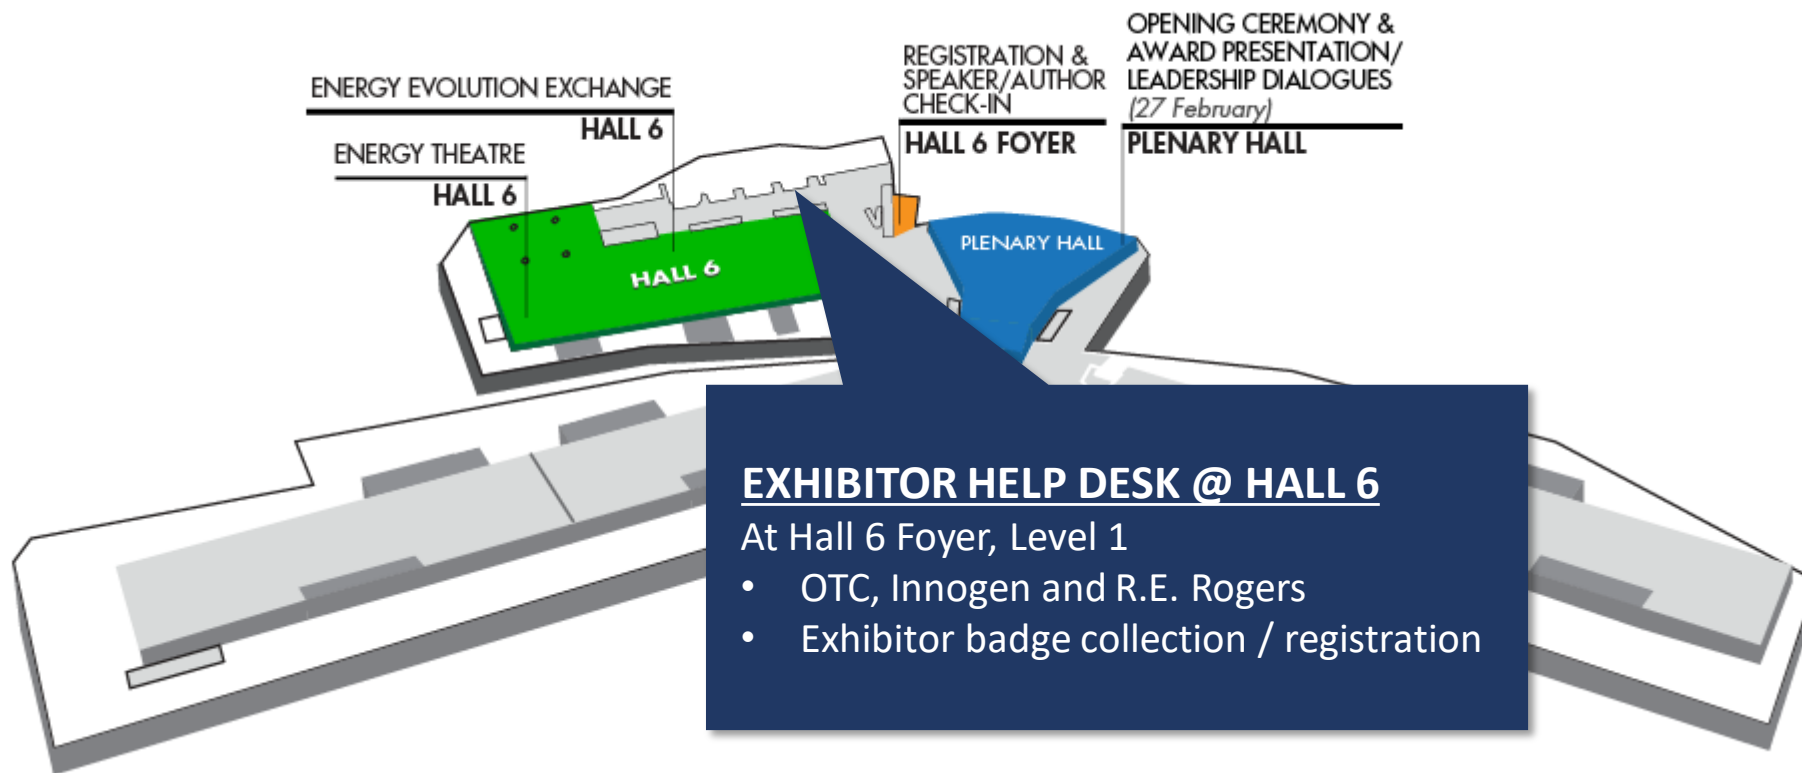 ENERGY EVOLUTION EXCHANGE
HALL 6
ENERGY THEATRE
HALL 6
REGISTRATION &
SPEAKER/AUTHOR
CHECK-IN
HALL 6 FOYER
OPENING CEREMONY &
AWARD PRESENTATION/
LEADERSHIP DIALOGUES
(27 February)
PLENARY HALL
HALL 6
PLENARY HALL
EXHIBITOR HELP DESK @ HALL 6
At Hall 6 Foyer, Level 1
• OTC, Innogen and R.E. Rogers
• Exhibitor badge collection / registration